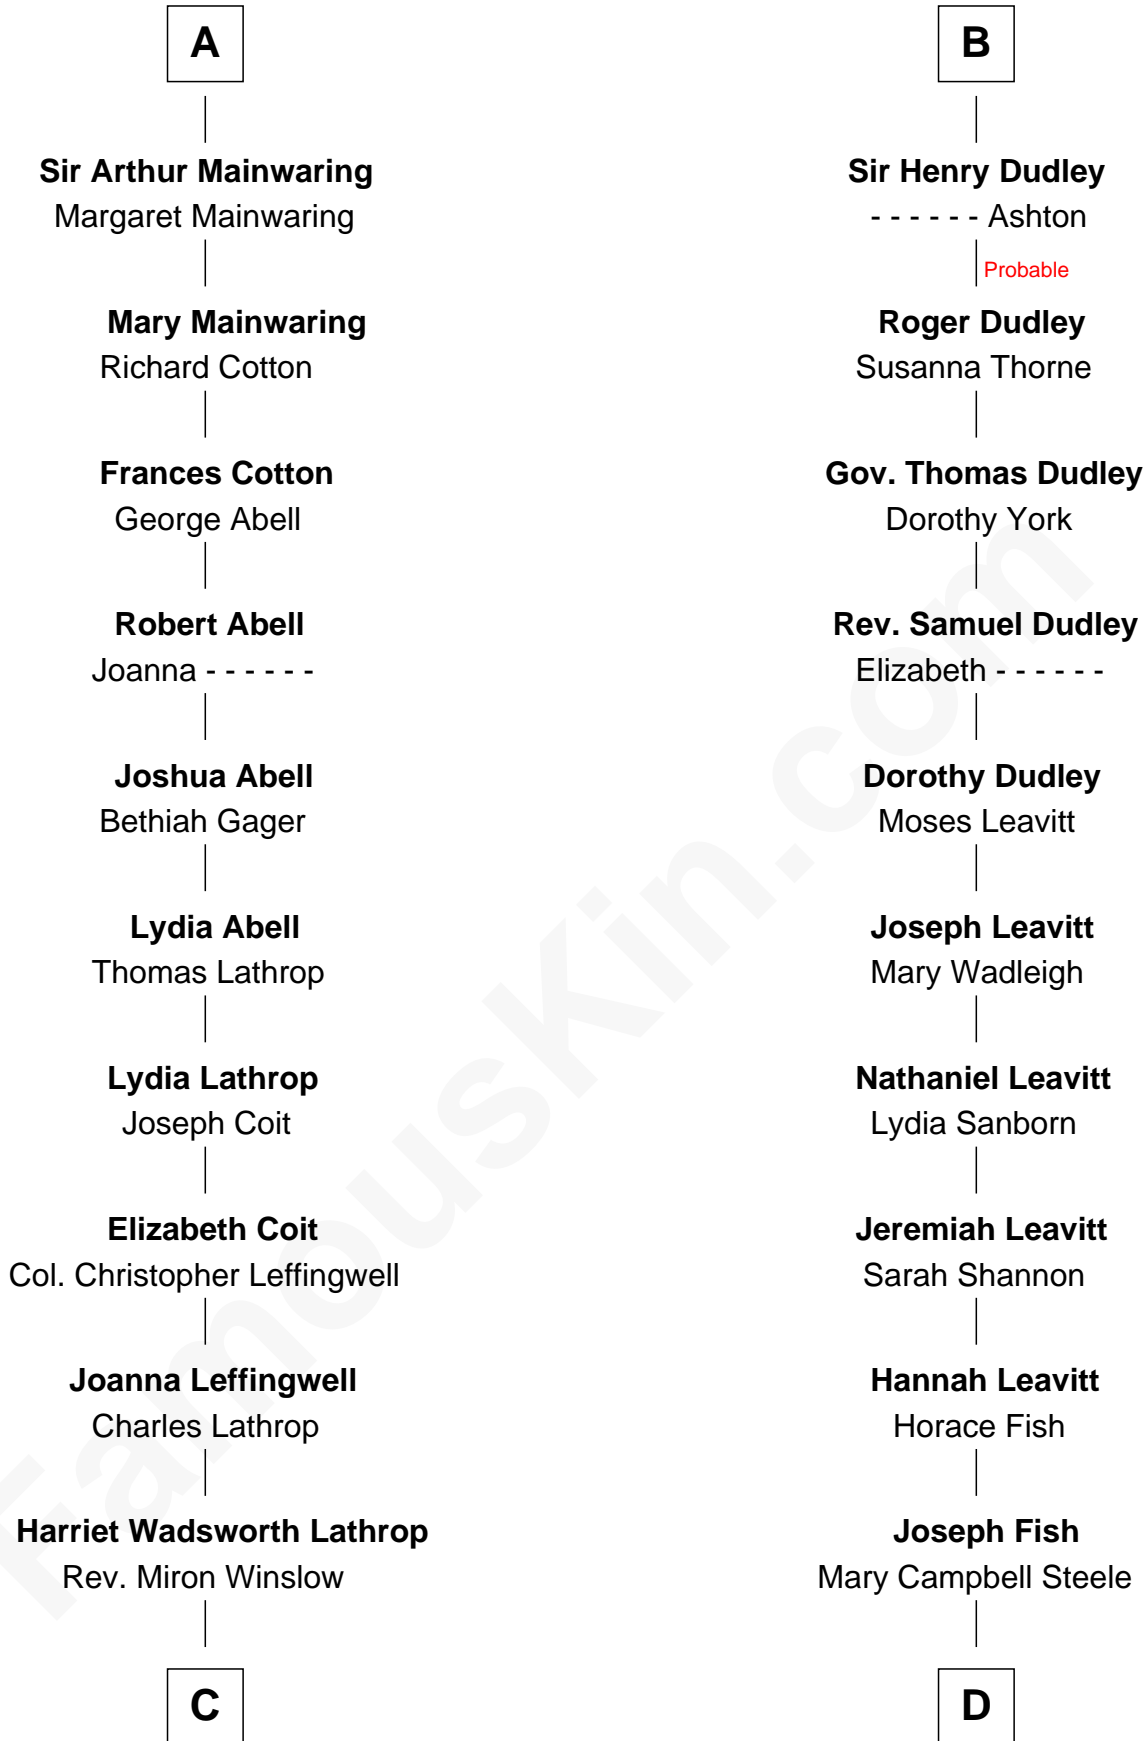 A
Sir Arthur Mainwaring
Margaret Mainwaring
Mary Mainwaring
Richard Cotton
Frances Cotton
George Abell
Robert Abell
Joanna - - - - - -
Joshua Abell
Bethiah Gager
Lydia Abell
Thomas Lathrop
Lydia Lathrop
Joseph Coit
Elizabeth Coit
Col. Christopher Leffingwell
Joanna Leffingwell
Charles Lathrop
Harriet Wadsworth Lathrop
Rev. Miron Winslow
C
B
Sir Henry Dudley
- - - - - - Ashton
Probable
Roger Dudley
Susanna Thorne
Gov. Thomas Dudley
Dorothy York
Rev. Samuel Dudley
Elizabeth - - - - - -
Dorothy Dudley
Moses Leavitt
Joseph Leavitt
Mary Wadleigh
Nathaniel Leavitt
Lydia Sanborn
Jeremiah Leavitt
Sarah Shannon
Hannah Leavitt
Horace Fish
Joseph Fish
Mary Campbell Steele
D
FamousKin.com